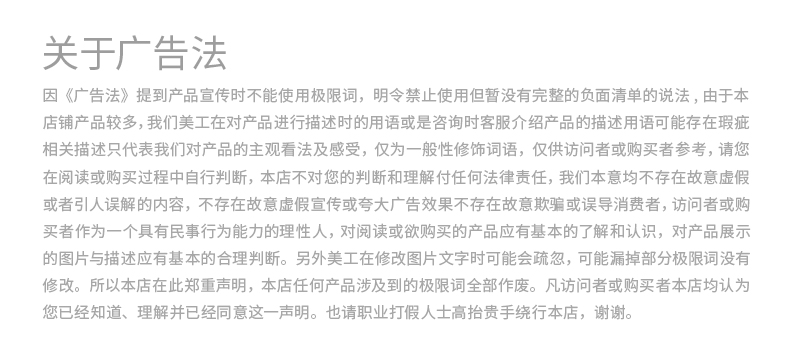 关于广告法
因《广告法》提到产品宣传时不能使用极限词，明令禁止使用但暂没有完整的负面清单的说法 , 由于本
店铺产品较多, 我们美工在对产品进行描述时的用语或是咨询时客服介绍产品的描述用语可能存在瑕疵
相关描述只代表我们对产品的主观看法及感受，仅为一般性修饰词语，仅供访问者或购买者参考, 请您
在阅读或购买过程中自行判断，本店不对您的判断和理解付任何法律责任，我们本意均不存在故意虚假
或者引人误解的内容，不存在故意虚假宣传或夸大广告效果不存在故意欺骗或误导消费者，访问者或购
买者作为一个具有民事行为能力的理性人，对阅读或欲购买的产品应有基本的了解和认识，对产品展示
的图片与描述应有基本的合理判断。另外美工在修改图片文字时可能会疏忽，可能漏掉部分极限词没有
修改。所以本店在此郑重声明，本店任何产品涉及到的极限词全部作废。凡访问者或购买者本店均认为
您已经知道、理解并已经同意这一声明。也请职业打假人士高抬贵手绕行本店，谢谢。